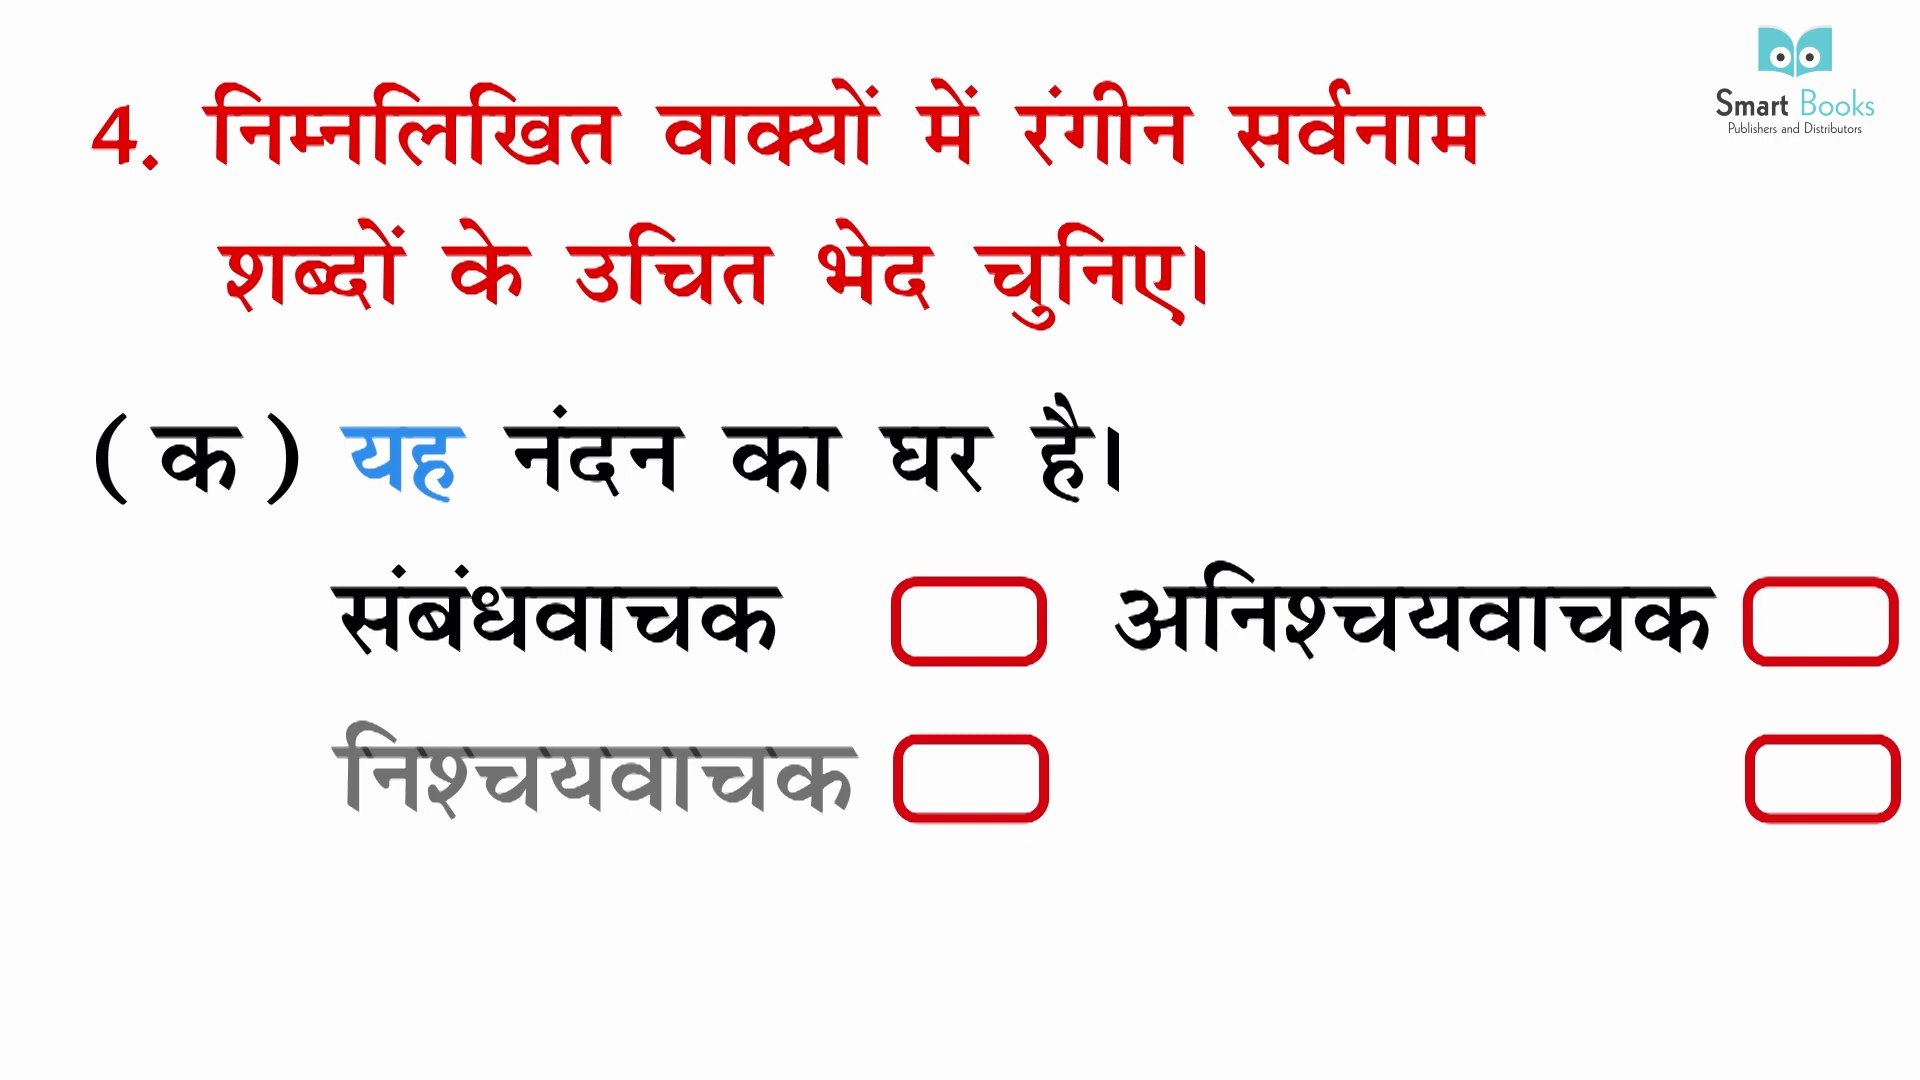 Smart Books
Publishers and Distributors
4. निम्नलिखित वाक्यों में रंगीन सर्वनाम
शब्दों के उचित भेद चुनिए।
(क) यह नंदन का घर है।
संबंधवाचक अनिश्चयवाचक
निश्चयवाचक